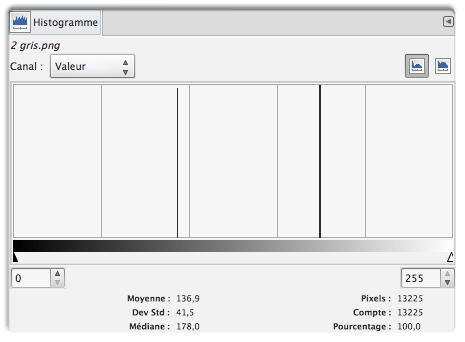 Histogramme
2 gris.png
Canal : Valeur
0 255
Moyenne : 136,9 Pixels : 13225
Dev Std : 41,5 Compte : 13225
Médiane : 178,0 Pourcentage : 100,0